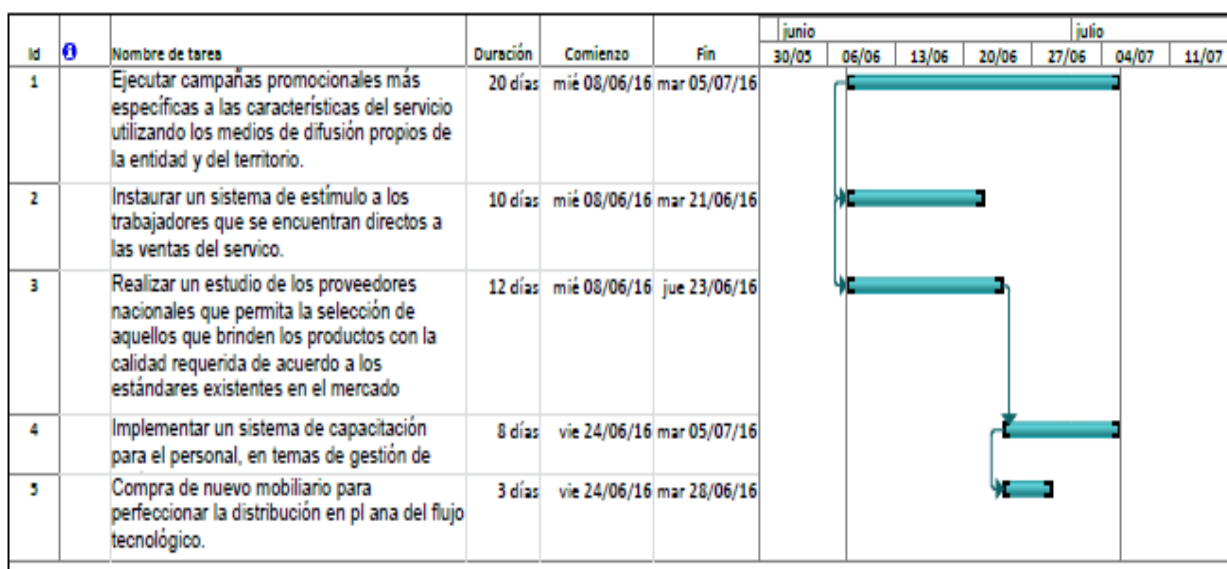 junio julio
Id Nombre de tarea Duración Comienzo Fin 30/05 06/06 13/06 20/06 27/06 04/07 11/07
1 Ejecutar campañas promocionales más 20 días mié 08/06/16 mar 05/07/16
específicas a las características del servicio
utilizando los medios de difusión propios de
la entidad y del territorio.
2 Instaurar un sistema de estímulo a los 10 días mié 08/06/16 mar 21/06/16
trabajadores que se encuentran directos a
las ventas del servico.
3 Realizar un estudio de los proveedores 12 días mié 08/06/16 jue 23/06/16
nacionales que permita la selección de
aquellos que brinden los productos con la
calidad requerida de acuerdo a los
estándares existentes en el mercado
4 Implementar un sistema de capacitación 8 días vie 24/06/16 mar 05/07/16
para el personal, en temas de gestión de
5 Compra de nuevo mobiliario para 3 días vie 24/06/16 mar 28/06/16
perfeccionar la distribución en pl ana del flujo
tecnológico.